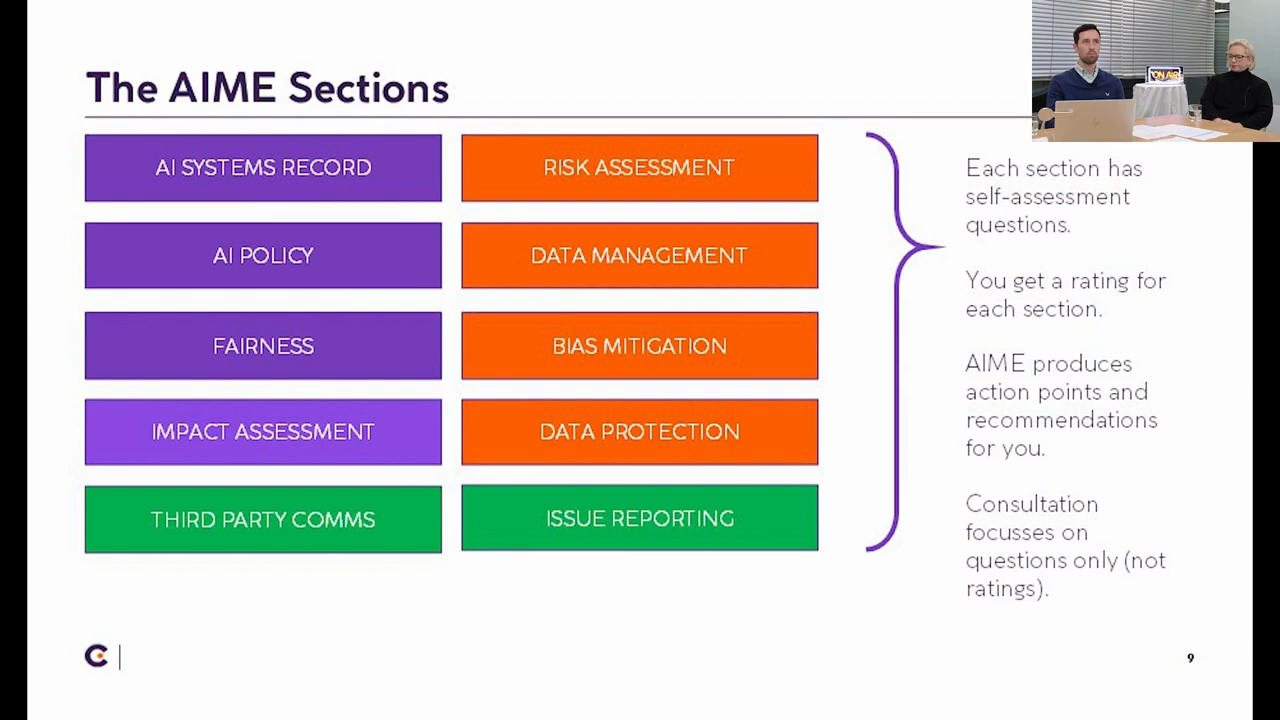 The AIME Sections
ON AIR
AI SYSTEMS RECORD
RISK ASSESSMENT
AI POLICY
DATA MANAGEMENT
FAIRNESS
BIAS MITIGATION
IMPACT ASSESSMENT
DATA PROTECTION
THIRD PARTY COMMS
ISSUE REPORTING
Each section has
self-assessment
questions.
You get a rating for
each section.
AIME produces
action points and
recommendations
for you.
Consultation
focusses on
questions only (not
ratings).
9